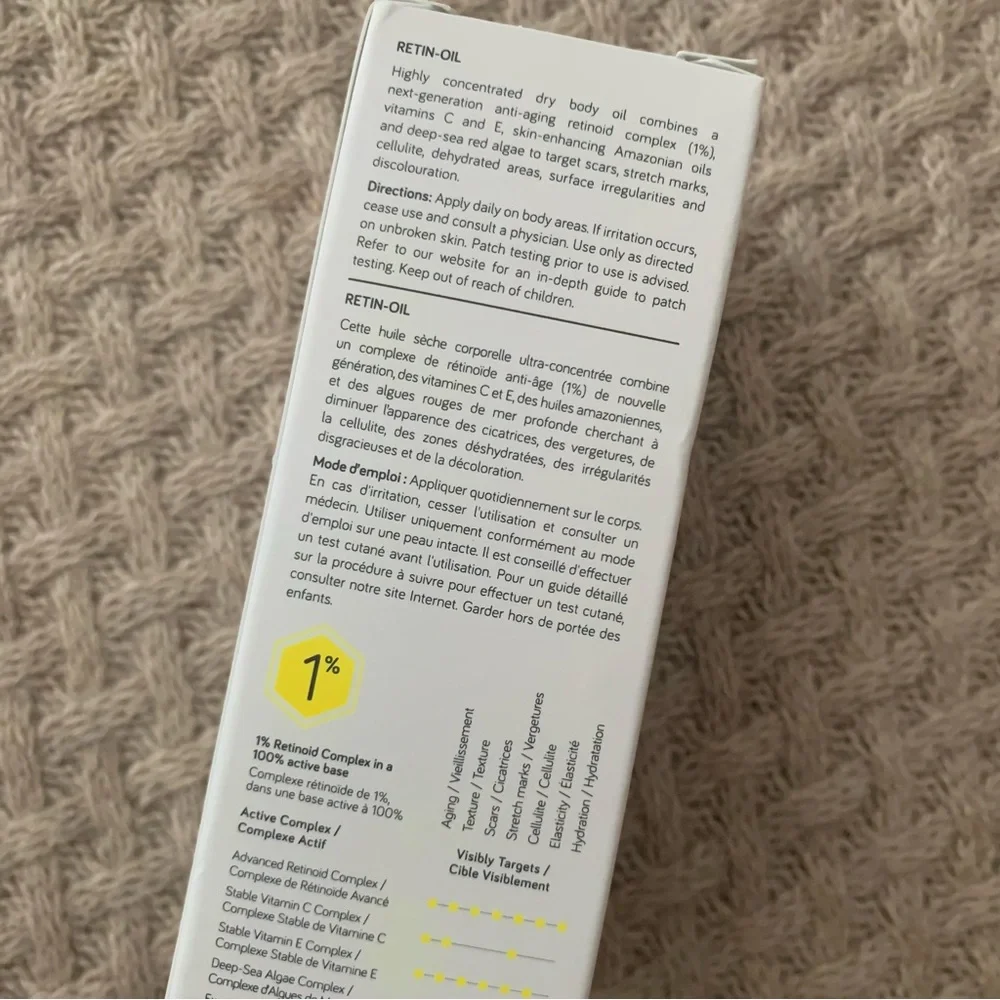 RETIN-OIL
Highly concentrated dry body oil combines a
next-generation anti-aging retinoid complex (1%),
vitamins C and E, skin-enhancing Amazonian oils
and deep-sea red algae to target scars, stretch marks,
cellulite, dehydrated areas, surface irregularities and
discolouration.
Directions: Apply daily on body areas. If irritation occurs,
cease use and consult a physician. Use only as directed
on unbroken skin. Patch testing prior to use is advised.
Refer to our website for an in-depth guide to patch
testing. Keep out of reach of children.
RETIN-OIL
Cette huile sèche corporelle ultra-concentrée combine
un complexe de rétinoïde anti-âge (1%) de nouvelle
génération, des vitamines C et E, des huiles amazoniennes,
et des algues rouges de mer profonde cherchant à
diminuer l'apparence des cicatrices, des vergetures, de
la cellulite, des zones déshydratées, des irrégularités
disgracieuses et de la décoloration.
Mode d'emploi : Appliquer quotidiennement sur le corps.
En cas d'irritation, cesser l'utilisation et consulter un
médecin. Utiliser uniquement conformément au mode
d'emploi sur une peau intacte. Il est conseillé d'effectuer
un test cutané avant l'utilisation. Pour un guide détaillé
sur la procédure à suivre pour effectuer un test cutané,
consulter notre site Internet. Garder hors de portée des
enfants.
1%
1% Retinoid Complex in a
100% active base
Complexe rétinoïde de 1%,
dans une base active à 100%
Aging / Vieillissement
Texture / Texture
Scars / Cicatrices
Stretch marks / Vergetures
Cellulite / Cellulite
Elasticity / Elasticité
Hydration / Hydratation
Active Complex /
Complexe Actif
Visibly Targets /
Cible Visiblement
Advanced Retinoid Complex /
Complexe de Rétinoide Avancé
Stable Vitamin C Complex /
Complexe Stable de Vitamine C
Stable Vitamin E Complex /
Complexe Stable de Vitamine E
Deep-Sea Algae Complex /
Complexe d'Algues de